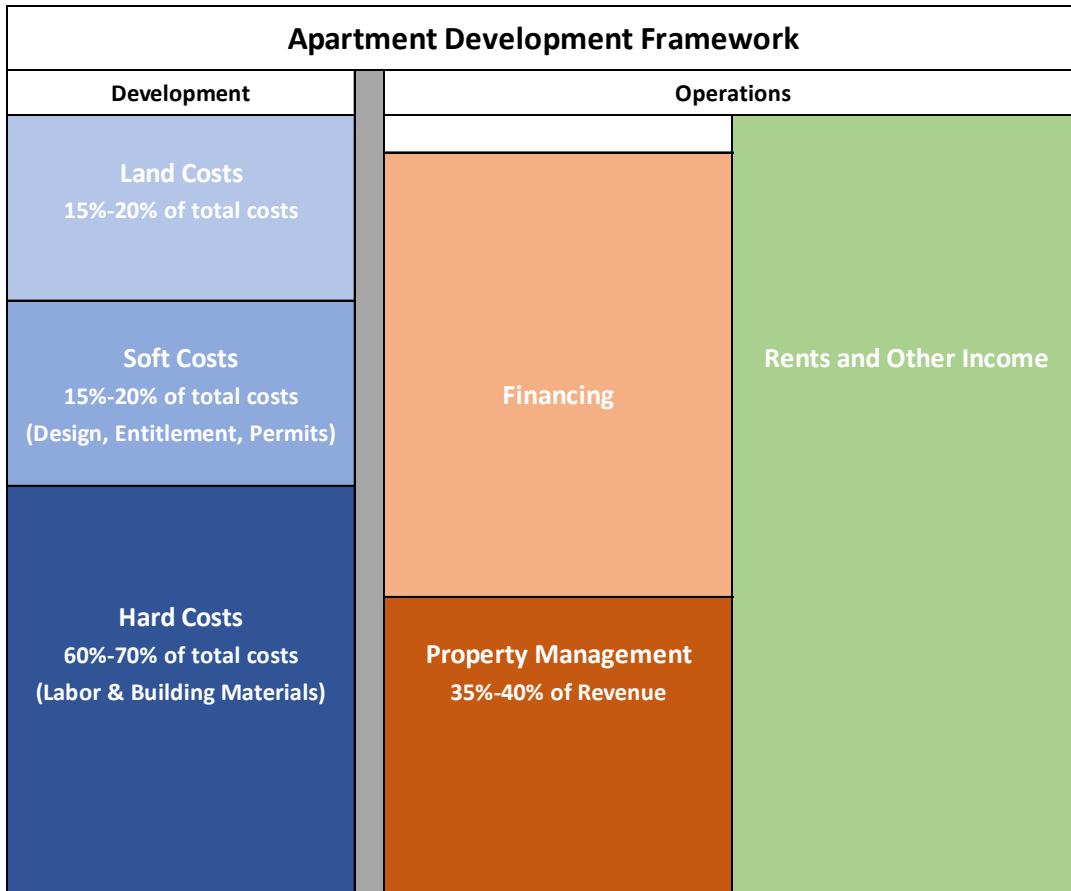 Apartment Development Framework
Development
Operations
Land Costs
15%-20% of total costs
Soft Costs
15%-20% of total costs
(Design, Entitlement, Permits)
Hard Costs
60%-70% of total costs
(Labor & Building Materials)
Financing
Property Management
35%-40% of Revenue
Rents and Other Income